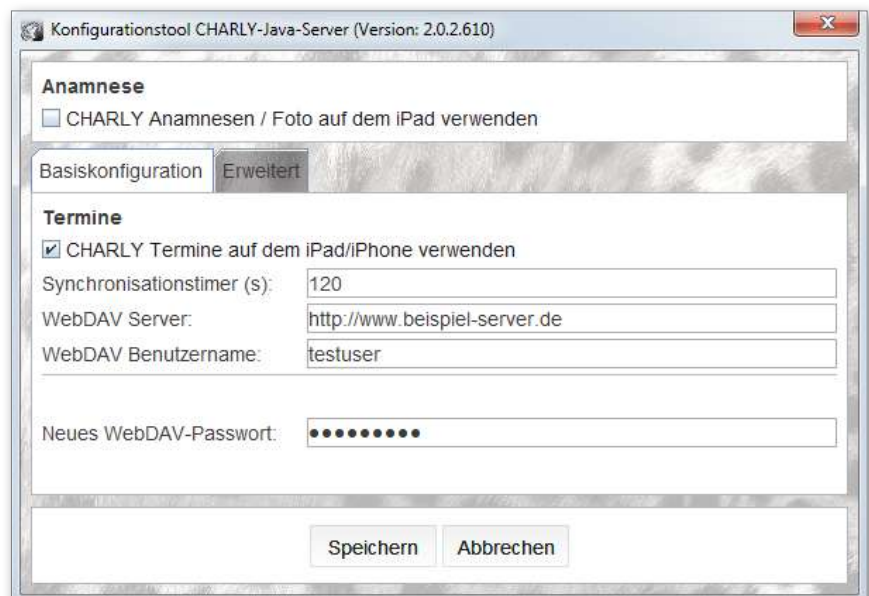 Konfigurationstool CHARLY-Java-Server (Version: 2.0.2.610)
Anamnese
CHARLY Anamnesen / Foto auf dem iPad verwenden
Basiskonfiguration Erweitert
Termine
CHARLY Termine auf dem iPad/iPhone verwenden
Synchronisationstimer (s): 120
WebDAV Server: http://www.beispiel-server.de
WebDAV Benutzername: testuser
Neues WebDAV-Passwort: ●●●●●●●●●
Speichern Abbrechen